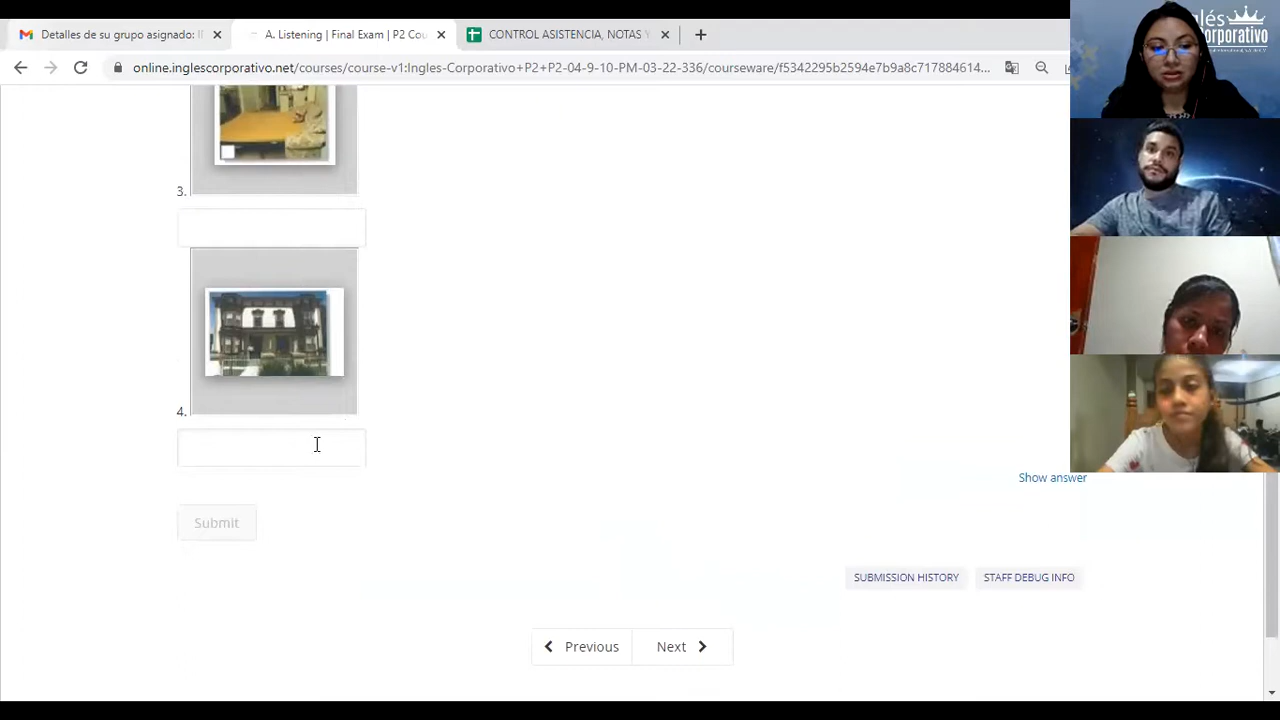 Detalles de su grupo asignado: I
A. Listening | Final Exam | P2 Cou
CONTROL ASISTENCIA, NOTAS Y
online.inglescorporativo.net/courses/course-v1:Ingles-Corporativo+P2+P2-04-9-10-PM-03-22-336/courseware/f5342295b2594e7b9a8c717884614...
3.
4.
Show answer
Submit
SUBMISSION HISTORY
STAFF DEBUG INFO
Previous
Next